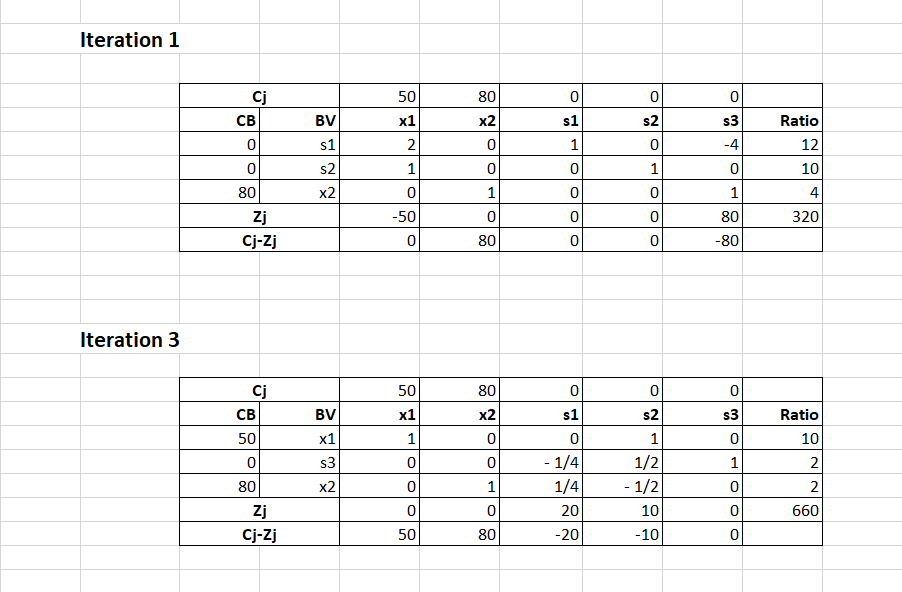 Iteration 1
Cj 50 80 0 0 0
CB BV x1 x2 s1 s2 s3 Ratio
0 s1 2 0 1 0 -4 12
0 s2 1 0 0 1 0 10
80 x2 0 1 0 0 1 4
Zj -50 0 0 0 80 320
Cj-Zj 0 80 0 0 -80
Iteration 3
Cj 50 80 0 0 0
CB BV x1 x2 s1 s2 s3 Ratio
50 x1 1 0 0 1 0 10
0 s3 0 0 - 1/4 1/2 1 2
80 x2 0 1 1/4 - 1/2 0 2
Zj 0 0 20 10 0 660
Cj-Zj 50 80 -20 -10 0